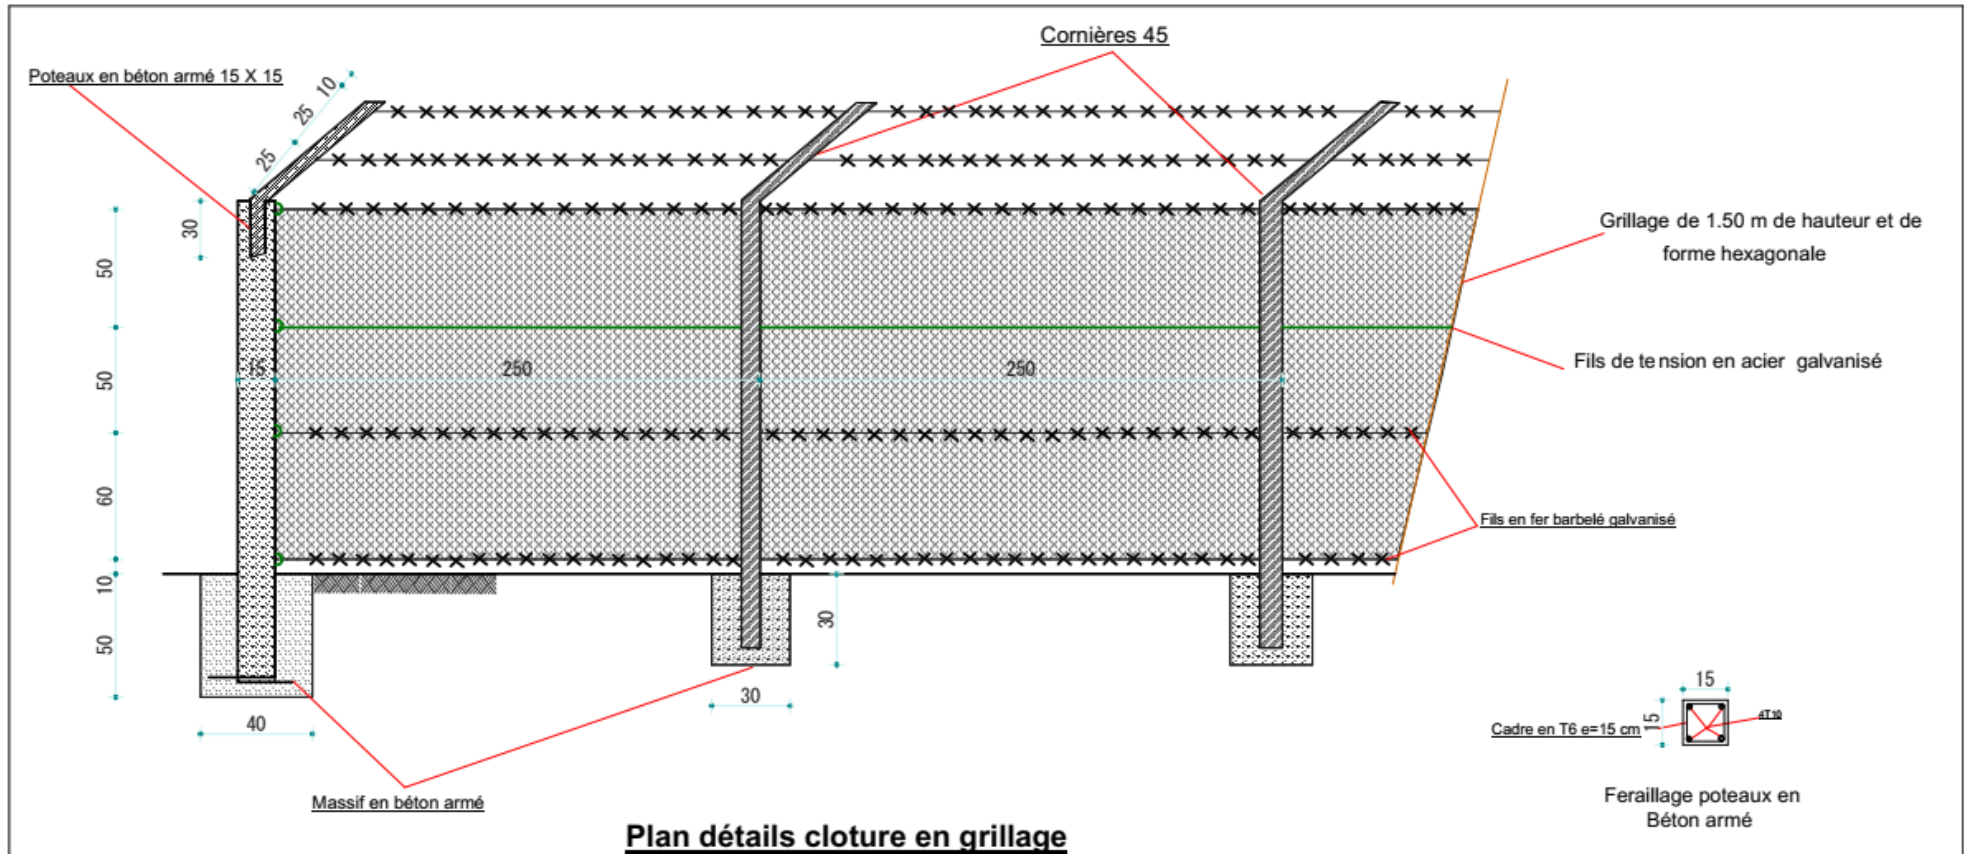 Cornières 45
Poteaux en béton armé 15 X 15
10
25
25
30
50
Grillage de 1.50 m de hauteur et de
forme hexagonale
50
15
250
250
Fils de te nsion en acier galvanisé
60
Fils en fer barbelé galvanisé
10
50
30
30
40
15
15
Cadre en T6 e=15 cm
4T10
Massif en béton armé
Feraillage poteaux en
Béton armé
Plan détails cloture en grillage